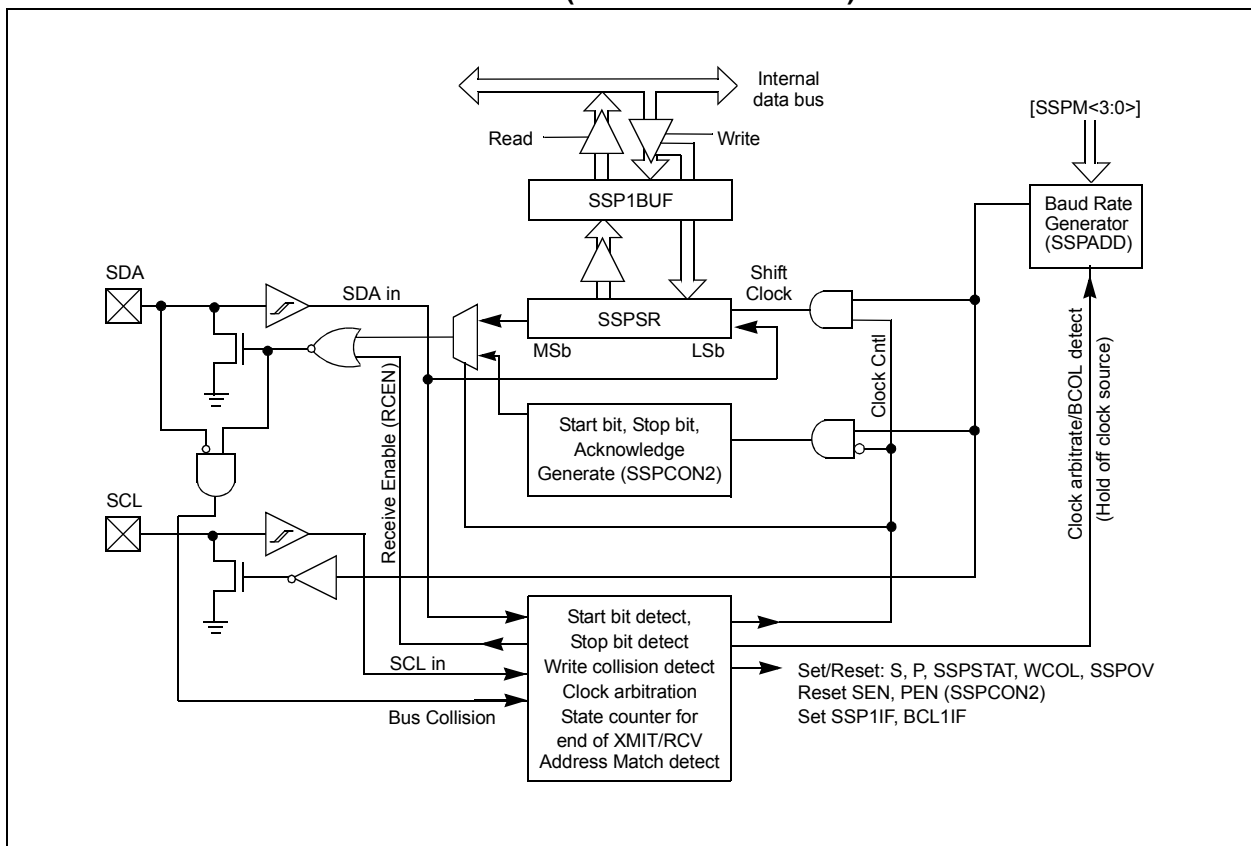 Internal
data bus
[SSPM<3:0>]
Read
Write
SSP1BUF
Baud Rate
Generator
(SSPADD)
SDA
Shift
Clock
SDA in
SSPSR
MSb
LSb
Clock Cntl
Receive Enable (RCEN)
Start bit, Stop bit,
Acknowledge
Generate (SSPCON2)
Clock arbitrate/BCOL detect
(Hold off clock source)
SCL
Start bit detect,
Stop bit detect
Write collision detect
Clock arbitration
State counter for
end of XMIT/RCV
Address Match detect
SCL in
Bus Collision
Set/Reset: S, P, SSPSTAT, WCOL, SSPOV
Reset SEN, PEN (SSPCON2)
Set SSP1IF, BCL1IF